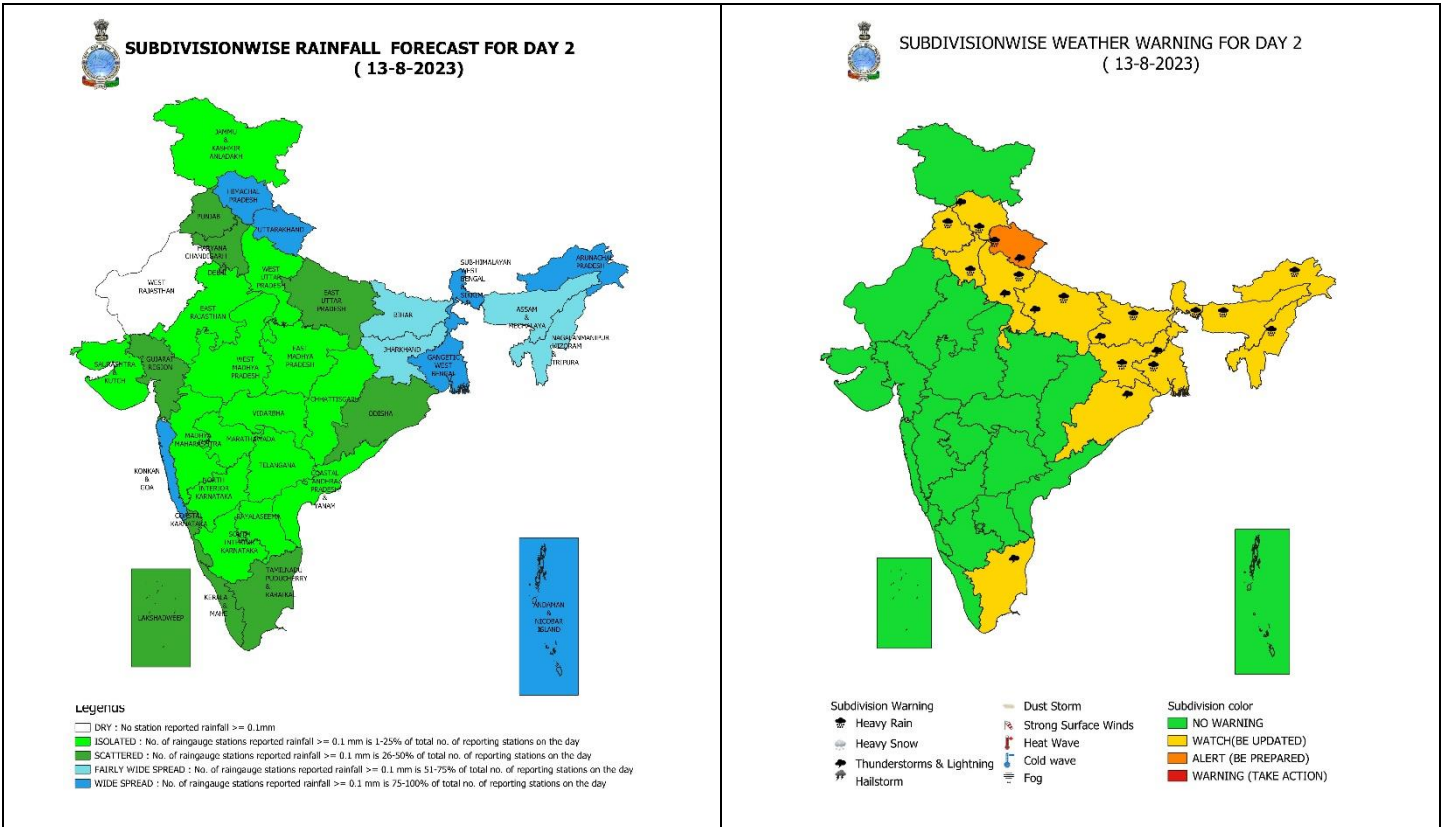 SUBDIVISIONWISE RAINFALL FORECAST FOR DAY 2
( 13-8-2023)
JAMMU
&
KASHMIR
ANLADAKH
HIMACHAL
PRADESH
PUNJAB
UTTARAKHAND
HARYANA
CHANDIGARH
DELHI
WEST
RAJASTHAN
WEST
UTTAR
PRADESH
EAST
UTTAR
PRADESH
EAST
RAJASTHAN
SUB-HIMALAYAN
WEST
BENGAL
&
SIKKIM
ARUNACHAL
PRADESH
BIHAR
ASSAM
&
MEGHALAYA
NAGALANMANIPUR
MIZORAM
&
TRIPURA
JHARKHAND
GANGETIC
WEST
BENGAL
GUJARAT
REGION
SAURASHTRA
&
KUTCH
WEST
MADHYA
PRADESH
EAST
MADHYA
PRADESH
CHHATTISGARH
ODISHA
VIDARBHA
MADHYA
MAHARASHTRA
MARATHAWADA
KONKAN
&
GOA
TELANGANA
NORTH
INTERIOR
KARNATAKA
COASTAL
ANDHRA
PRADESH
&
YANAM
COASTAL
KARNATAKA
RAYALASEEMA
SOUTH
INTERIOR
KARNATAKA
TAMILNADU
PUDUCHERRY
&
KARAIKAL
KERALA
&
MAHE
LAKSHADWEEP
ANDAMAN
&
NICOBAR
ISLAND
Legends
DRY : No station reported rainfall >= 0.1mm
ISOLATED : No. of raingauge stations reported rainfall >= 0.1 mm is 1-25% of total no. of reporting stations on the day
SCATTERED : No. of raingauge stations reported rainfall >= 0.1 mm is 26-50% of total no. of reporting stations on the day
FAIRLY WIDE SPREAD : No. of raingauge stations reported rainfall >= 0.1 mm is 51-75% of total no. of reporting stations on the day
WIDE SPREAD : No. of raingauge stations reported rainfall >= 0.1 mm is 75-100% of total no. of reporting stations on the day
SUBDIVISIONWISE WEATHER WARNING FOR DAY 2
( 13-8-2023)
Subdivision Warning
Heavy Rain
Heavy Snow
Thunderstorms & Lightning
Hailstorm
Dust Storm
Strong Surface Winds
Heat Wave
Cold wave
Fog
Subdivision color
NO WARNING
WATCH(BE UPDATED)
ALERT (BE PREPARED)
WARNING (TAKE ACTION)